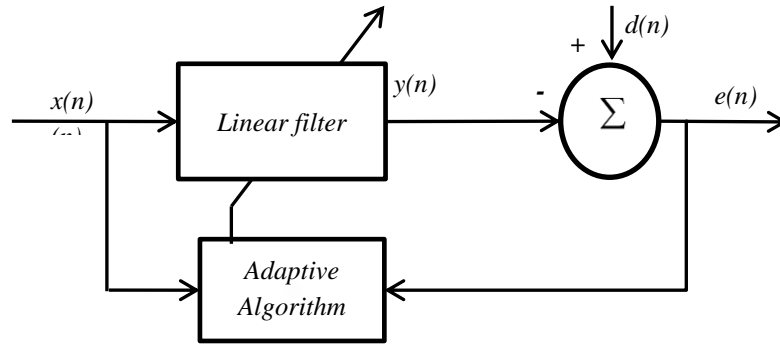 d(n)
+
x(n)
y(n)
-
e(n)
Linear filter
Σ
Adaptive
Algorithm